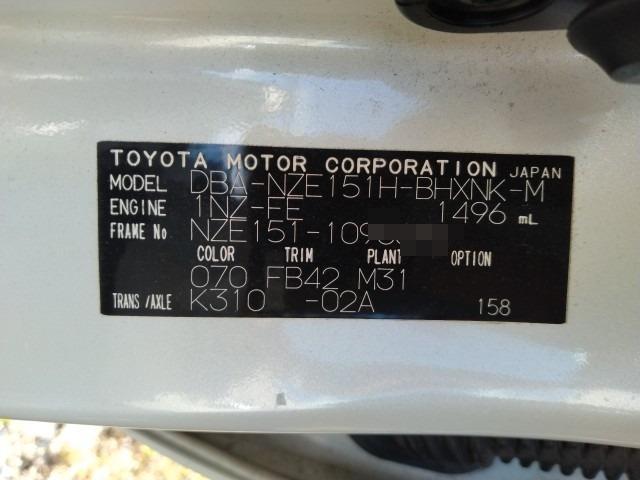 TOYOTA MOTOR CORPORATION JAPAN
MODEL DBA-NZE151H-BHXNK-M
ENGINE 1NZ-FE 1496 mL
FRAME No NZE151-109
COLOR TRIM PLANT OPTION
070 FB42 M31
TRANS/AXLE K310 -02A 158